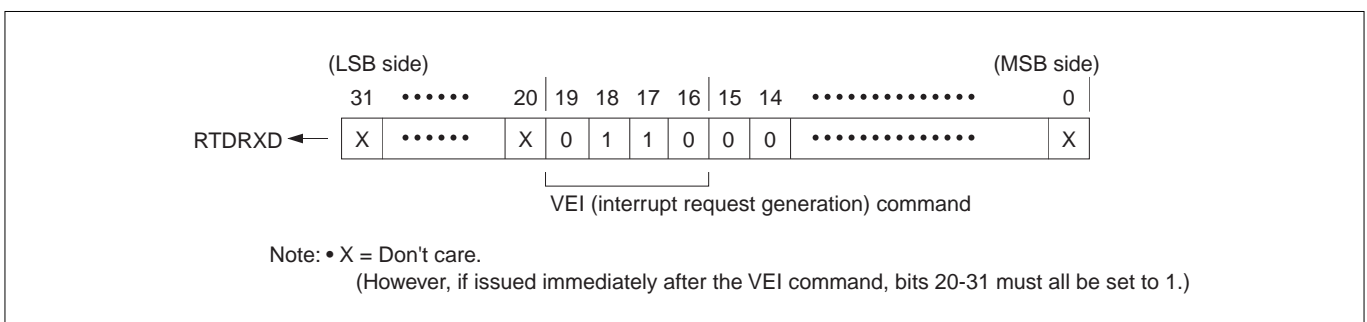 (LSB side) (MSB side)
31 •••••• 20 19 18 17 16 15 14 •••••••••••••• 0
RTDRXD X •••••• X 0 1 1 0 0 0 •••••••••••••• X
VEI (interrupt request generation) command
Note: • X = Don't care.
(However, if issued immediately after the VEI command, bits 20-31 must all be set to 1.)